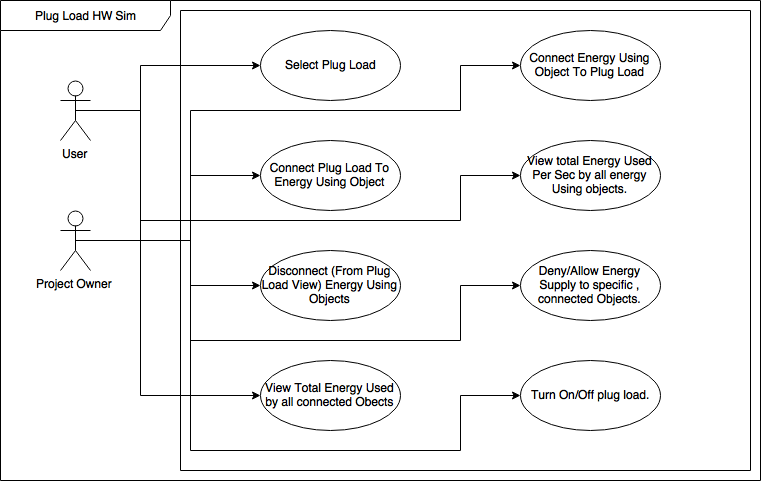 Plug Load HW Sim
Select Plug Load
Connect Energy Using
Object To Plug Load
User
Connect Plug Load To
Energy Using Object
View total Energy Used
Per Sec by all energy
Using objects.
Project Owner
Disconnect (From Plug
Load View) Energy Using
Objects
Deny/Allow Energy
Supply to specific ,
connected Objects.
View Total Energy Used
by all connected Obects
Turn On/Off plug load.